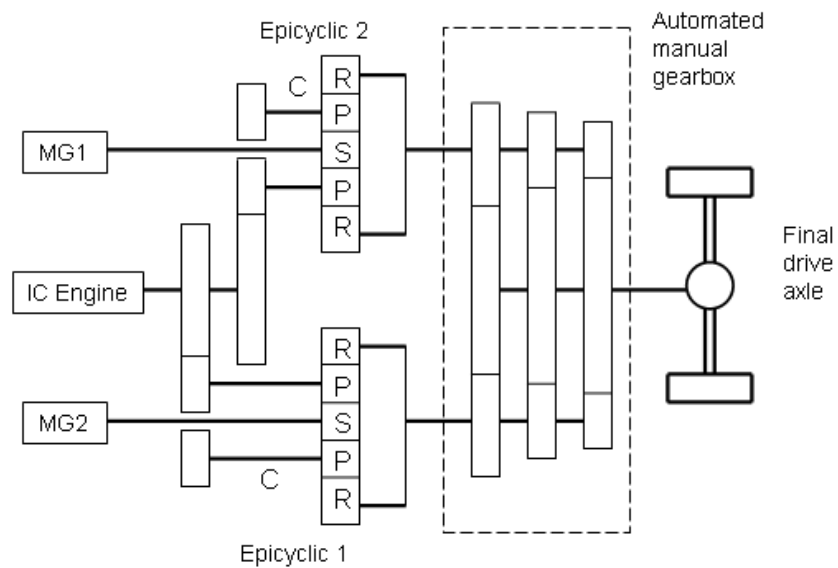 Epicyclic 2
Automated
manual
gearbox
C
R
P
S
P
R
MG1
IC Engine
Final
drive
axle
R
P
S
P
R
MG2
C
Epicyclic 1